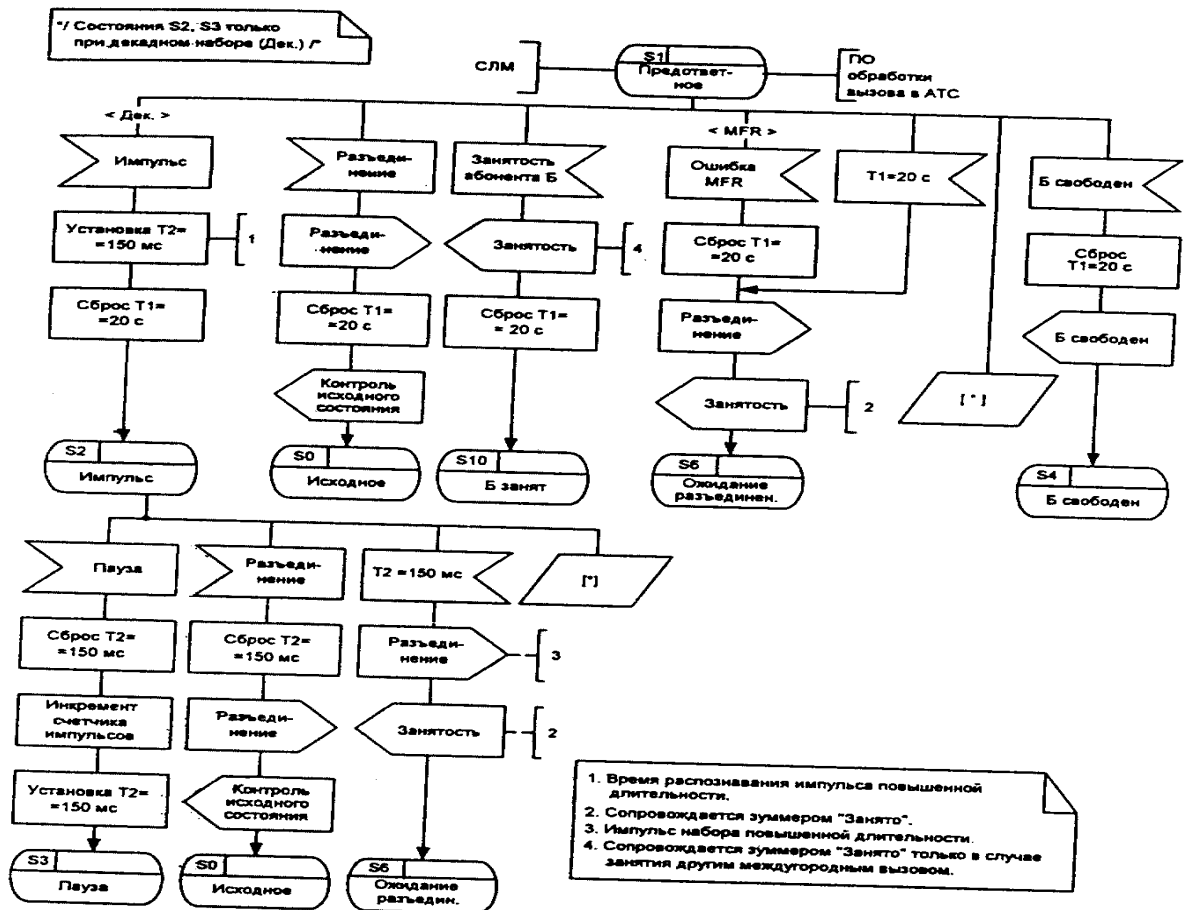 "/ Состояния S2, S3 только
при декадном наборе (Дек.) /"
СЛМ
S1
Предответ-
ное
ПО
обработки
вызова в АТС
< Дек. >
< MFR >
Импульс
Разъеди-
нение
Занятость
абонента Б
Ошибка
MFR
T1=20 с
Б свободен
Установка T2=
=150 мс
1
Разъеди-
нение
Занятость
4
Сброс T1=
=20 с
Сброс
T1=20 с
Сброс T1=
=20 с
Сброс T1=
=20 с
Сброс T1=
= 20 с
Разъеди-
нение
Б свободен
Контроль
исходного
состояния
Занятость
2
[ * ]
S2
Импульс
S0
Исходное
S10
Б занят
S6
Ожидание
разъединен.
S4
Б свободен
Пауза
Разъеди-
нение
T2 =150 мс
[*]
Сброс T2=
=150 мс
Сброс T2=
=150 мс
Разъеди-
нение
3
Инкремент
счетчика
импульсов
Разъеди-
нение
Занятость
2
Установка T2=
=150 мс
Контроль
исходного
состояния
S3
Пауза
S0
Исходное
S6
Ожидание
разъедин.
1. Время распознавания импульса повышенной
длительности.
2. Сопровождается зуммером "Занято".
3. Импульс набора повышенной длительности.
4. Сопровождается зуммером "Занято" только в случае
занятия другим междугородным вызовом.